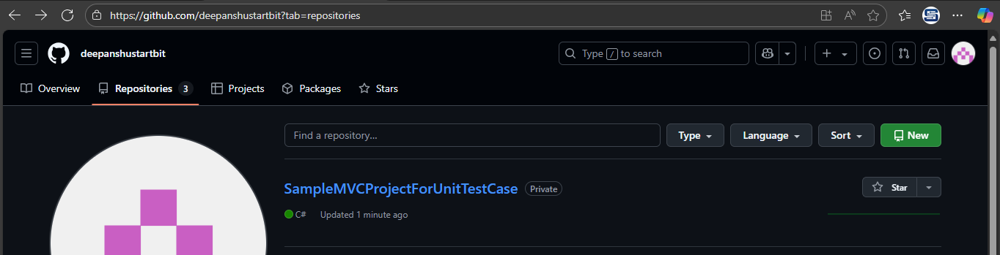 https://github.com/deepanshustartbit?tab=repositories
deepanshustartbit
Type / to search
Overview
Repositories 3
Projects
Packages
Stars
Find a repository...
Type
Language
Sort
New
SampleMVCProjectForUnitTestCase Private
Star
C# Updated 1 minute ago